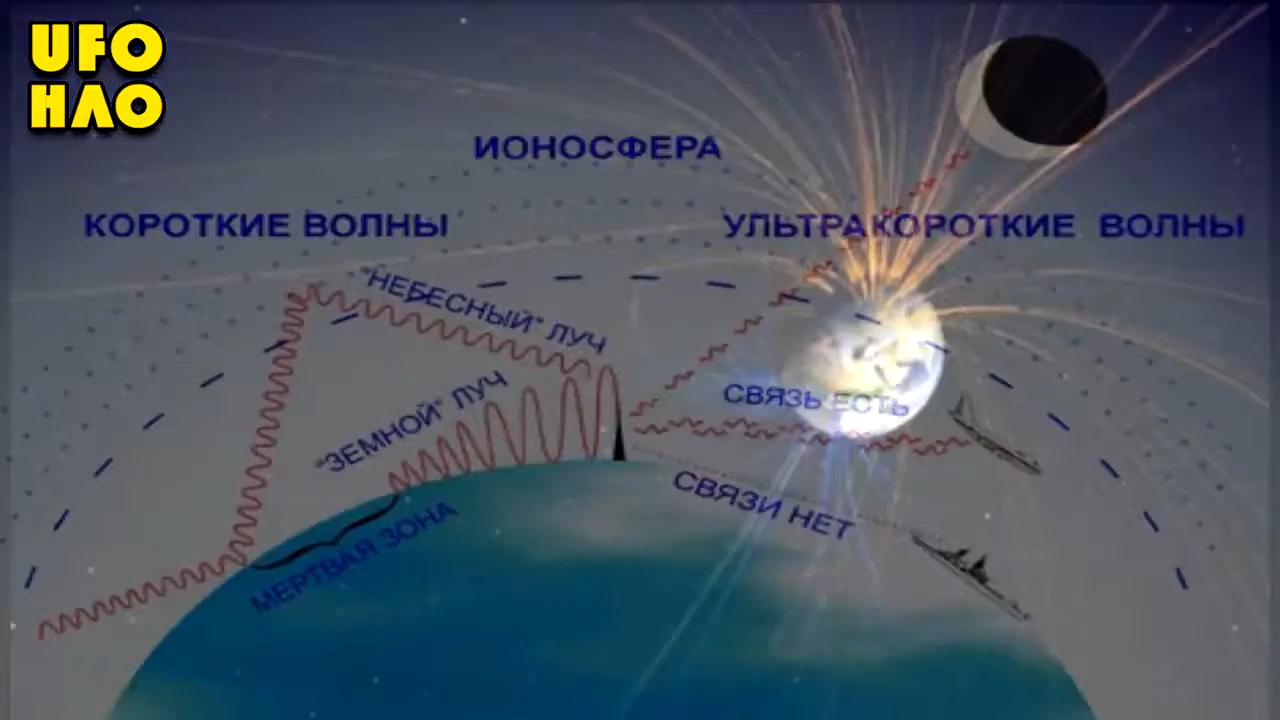 UFO
НЛО
ИОНОСФЕРА
КОРОТКИЕ ВОЛНЫ
УЛЬТРАКОРОТКИЕ ВОЛНЫ
"НЕБЕСНЫЙ" ЛУЧ
"ЗЕМНОЙ" ЛУЧ
СВЯЗЬ ЕСТЬ
СВЯЗИ НЕТ
МЕРТВАЯ ЗОНА